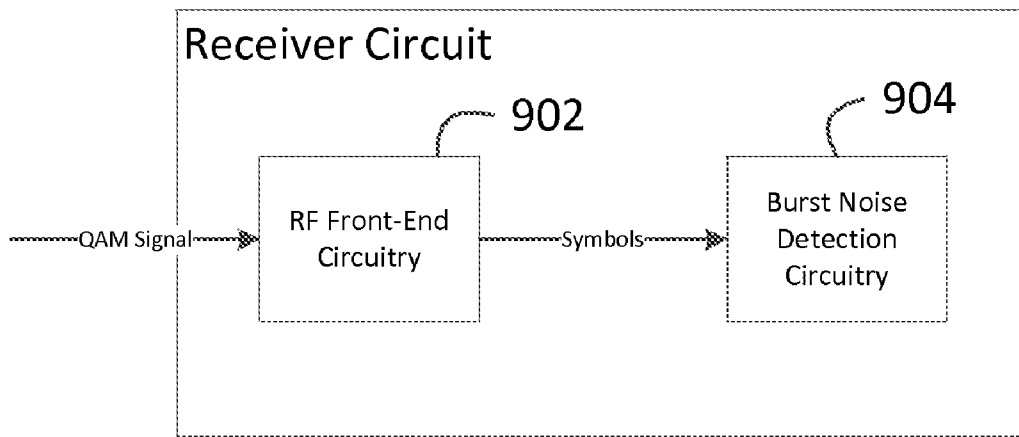 Receiver Circuit
902
904
QAM Signal
RF Front-End
Circuitry
Symbols
Burst Noise
Detection
Circuitry